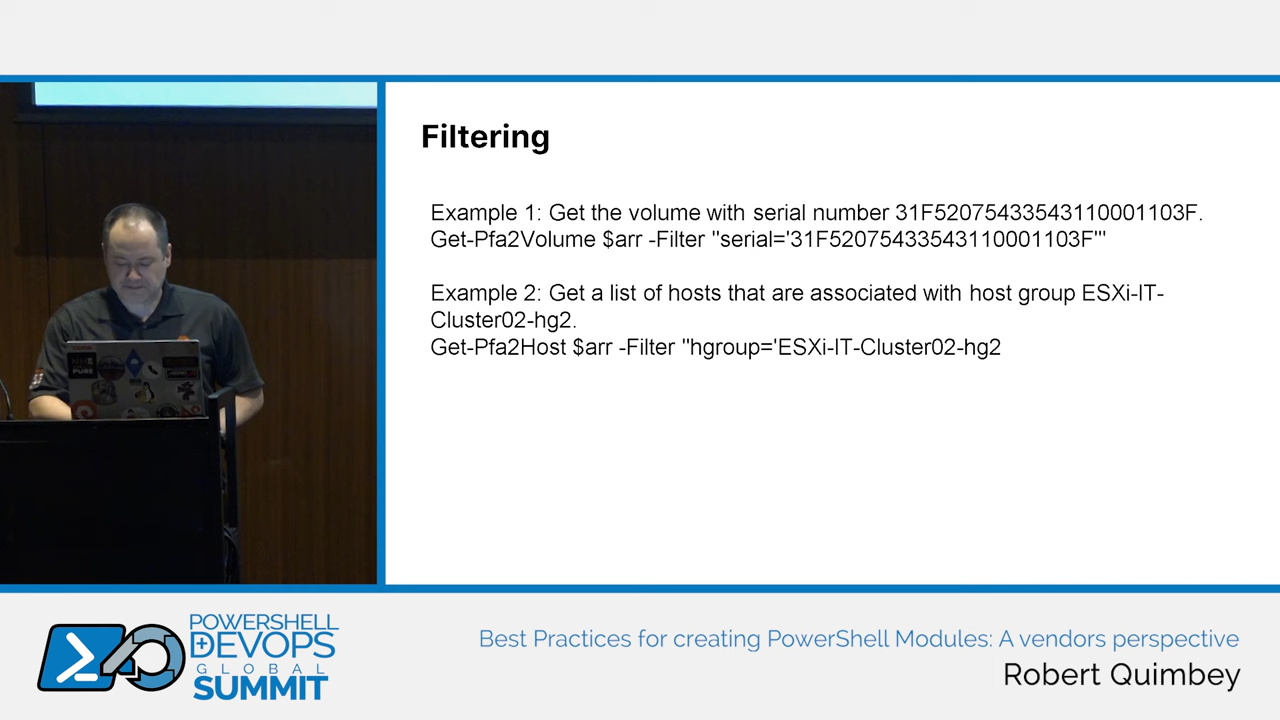 Filtering
Example 1: Get the volume with serial number 31F52075433543110001103F.
Get-Pfa2Volume $arr -Filter "serial='31F52075433543110001103F'"
Example 2: Get a list of hosts that are associated with host group ESXi-IT-
Cluster02-hg2.
Get-Pfa2Host $arr -Filter "hgroup='ESXi-IT-Cluster02-hg2
POWERSHELL
DEVOPS
GLOBAL
SUMMIT
Best Practices for creating PowerShell Modules: A vendors perspective
Robert Quimbey